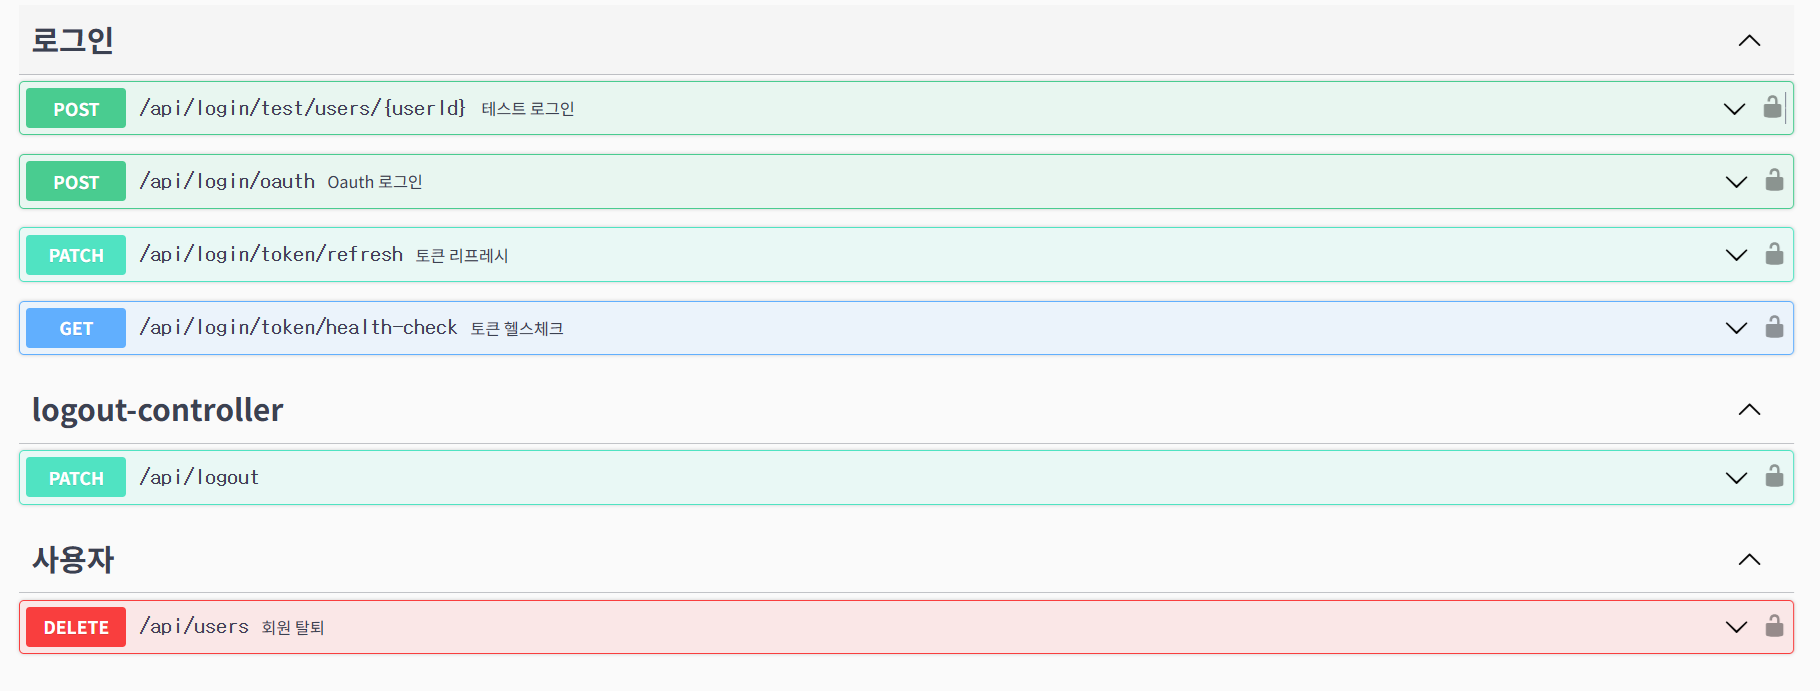 로그인
POST /api/login/test/users/{userId} 테스트 로그인
POST /api/login/oauth Oauth 로그인
PATCH /api/login/token/refresh 토큰 리프레시
GET /api/login/token/health-check 토큰 헬스체크
logout-controller
PATCH /api/logout
사용자
DELETE /api/users 회원 탈퇴